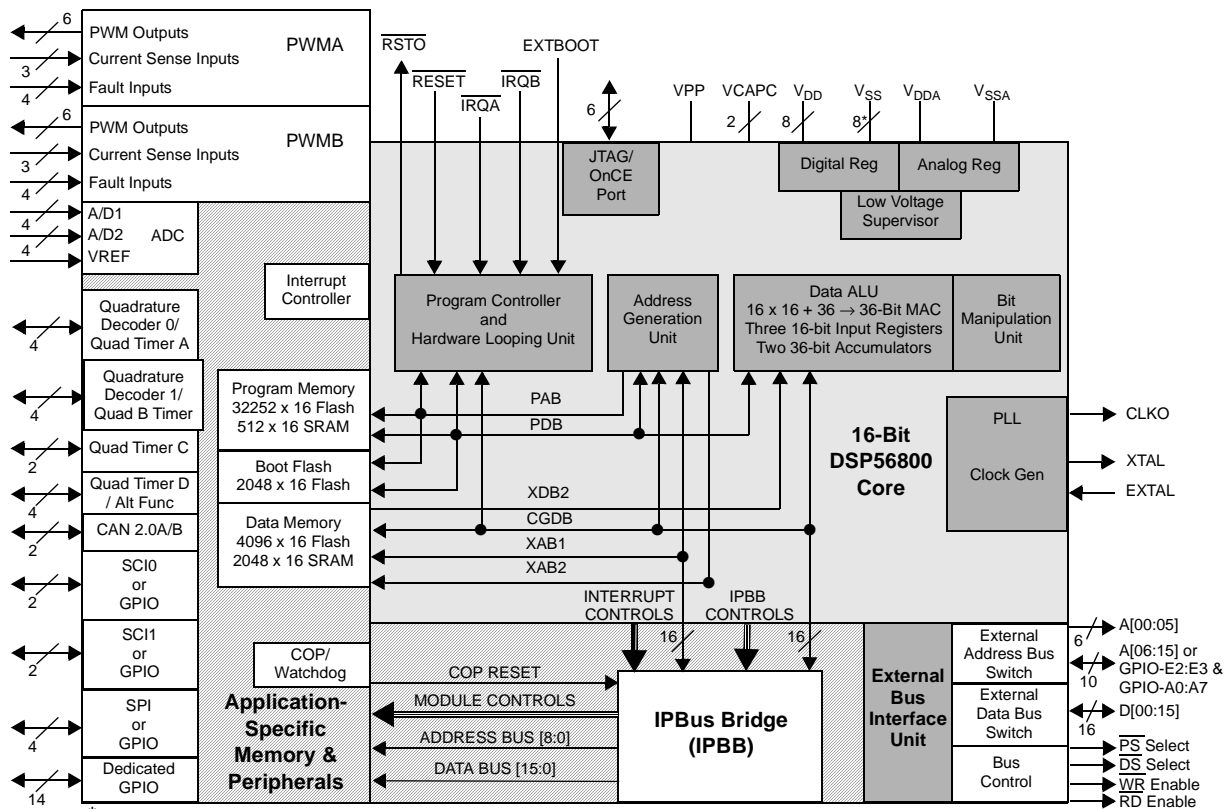 6
PWM Outputs
PWMA
Current Sense Inputs
3
Fault Inputs
4
6
PWM Outputs
PWMB
Current Sense Inputs
3
Fault Inputs
4
A/D1
4
A/D2
ADC
4
VREF
RSTO
RESET
IRQA
IRQB
EXTBOOT
6
VPP
VCAPC
2
VDD
8
VSS
8*
VDDA
VSSA
JTAG/
OnCE
Port
Digital Reg
Analog Reg
Low Voltage
Supervisor
Interrupt
Controller
Program Controller
and
Hardware Looping Unit
Address
Generation
Unit
Data ALU
16 x 16 + 36 → 36-Bit MAC
Three 16-bit Input Registers
Two 36-bit Accumulators
Bit
Manipulation
Unit
Quadrature
Decoder 0/
Quad Timer A
4
Quadrature
Decoder 1/
Quad B Timer
4
Quad Timer C
2
Quad Timer D
/ Alt Func
4
CAN 2.0A/B
2
SCI0
or
GPIO
2
SCI1
or
GPIO
2
SPI
or
GPIO
4
Dedicated
GPIO
14
*
Program Memory
32252 x 16 Flash
512 x 16 SRAM
Boot Flash
2048 x 16 Flash
Data Memory
4096 x 16 Flash
2048 x 16 SRAM
PAB
PDB
XDB2
CGDB
XAB1
XAB2
16-Bit
DSP56800
Core
PLL
Clock Gen
CLKO
XTAL
EXTAL
INTERRUPT
CONTROLS
IPBB
CONTROLS
16
16
COP/
Watchdog
COP RESET
MODULE CONTROLS
ADDRESS BUS [8:0]
DATA BUS [15:0]
Application-
Specific
Memory &
Peripherals
IPBus Bridge
(IPBB)
External
Bus
Interface
Unit
External
Address Bus
Switch
External
Data Bus
Switch
Bus
Control
6
A[00:05]
10
A[06:15] or
GPIO-E2:E3 &
GPIO-A0:A7
16
D[00:15]
PS Select
DS Select
WR Enable
RD Enable